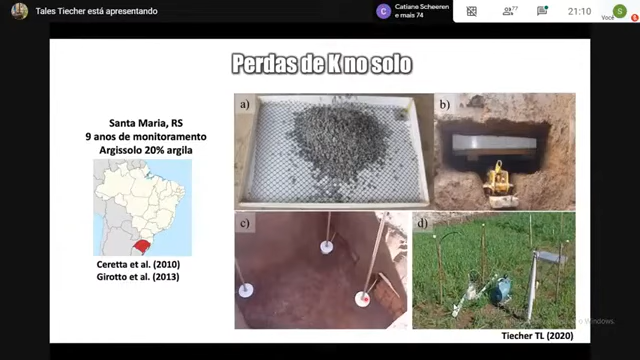 Tales Tiecher está apresentando
C
Catiane Scheeren
e mais 74
77
21:10
Você
S
Perdas de K no solo
Santa Maria, RS
9 anos de monitoramento
Argissolo 20% argila
Ceretta et al. (2010)
Girotto et al. (2013)
a)
b)
c)
d)
Tiecher TL (2020)